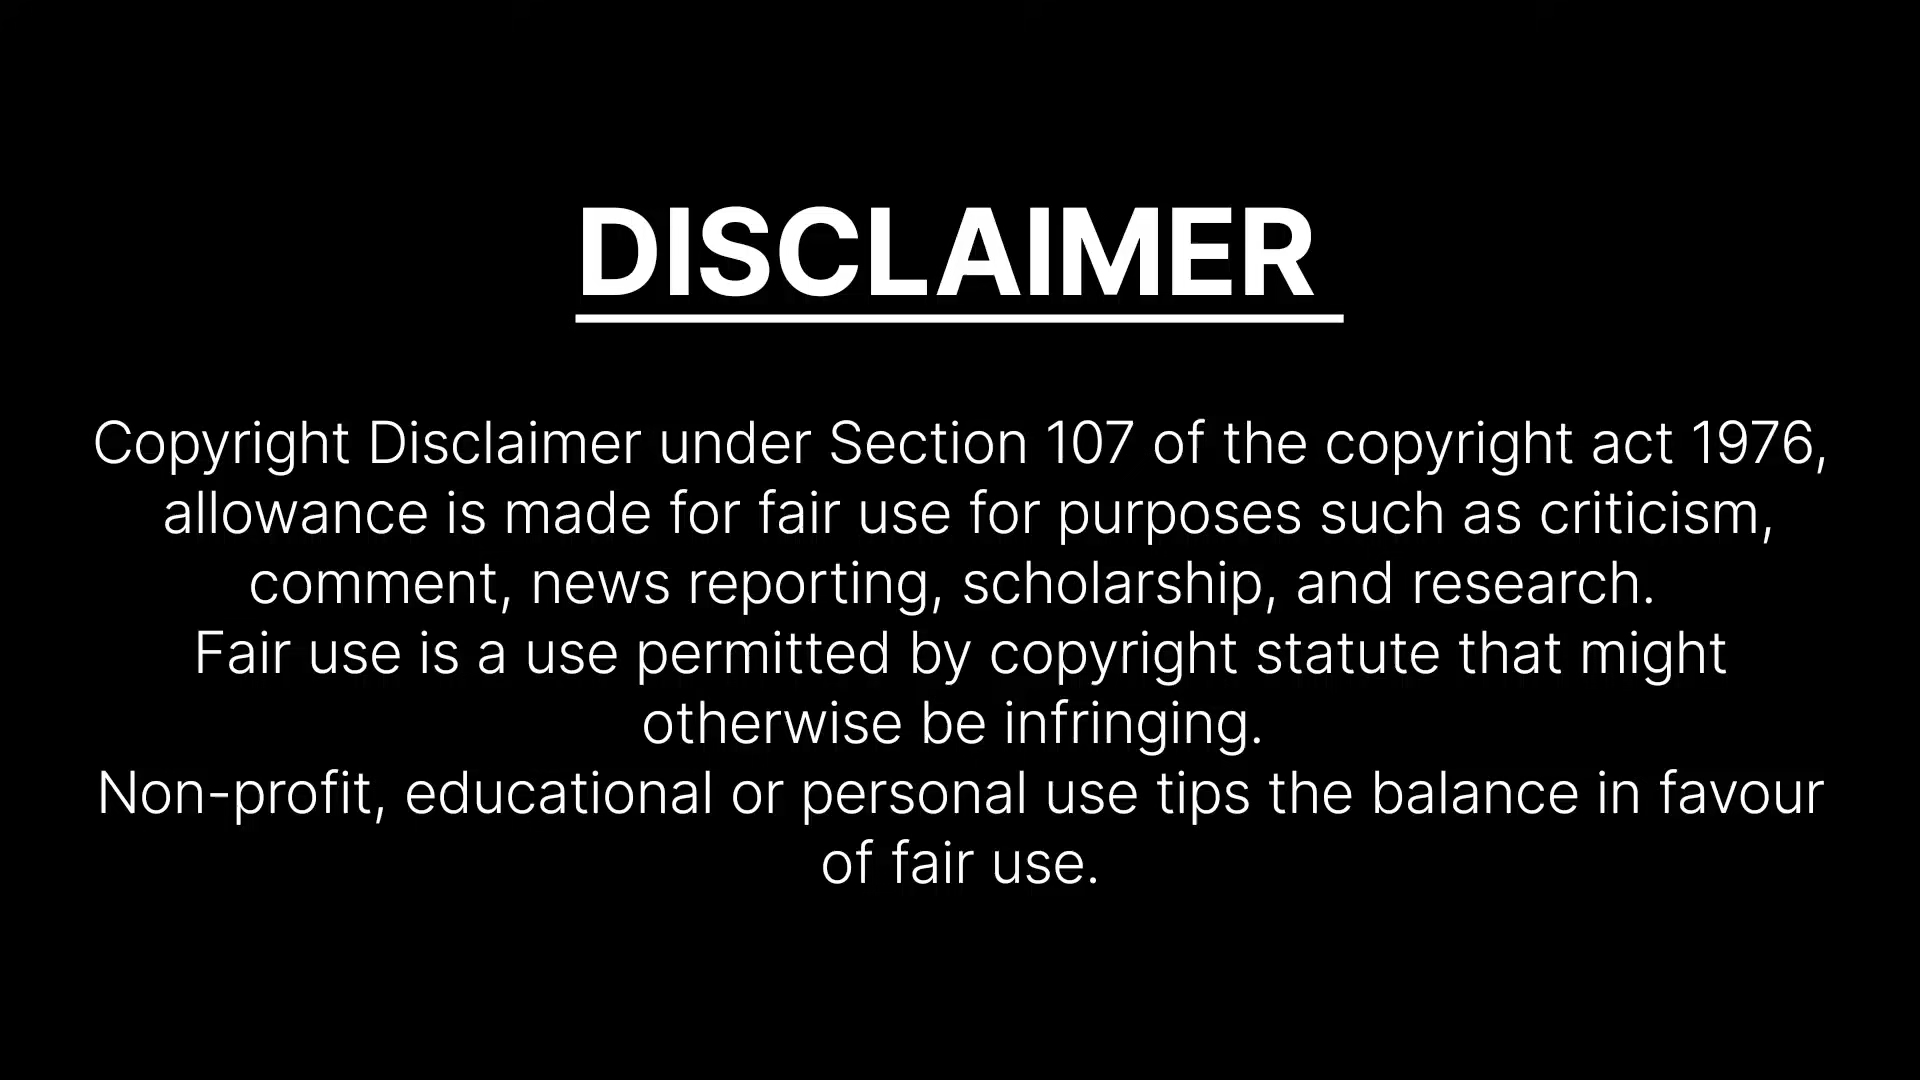 DISCLAIMER
Copyright Disclaimer under Section 107 of the copyright act 1976,
allowance is made for fair use for purposes such as criticism,
comment, news reporting, scholarship, and research.
Fair use is a use permitted by copyright statute that might
otherwise be infringing.
Non-profit, educational or personal use tips the balance in favour
of fair use.